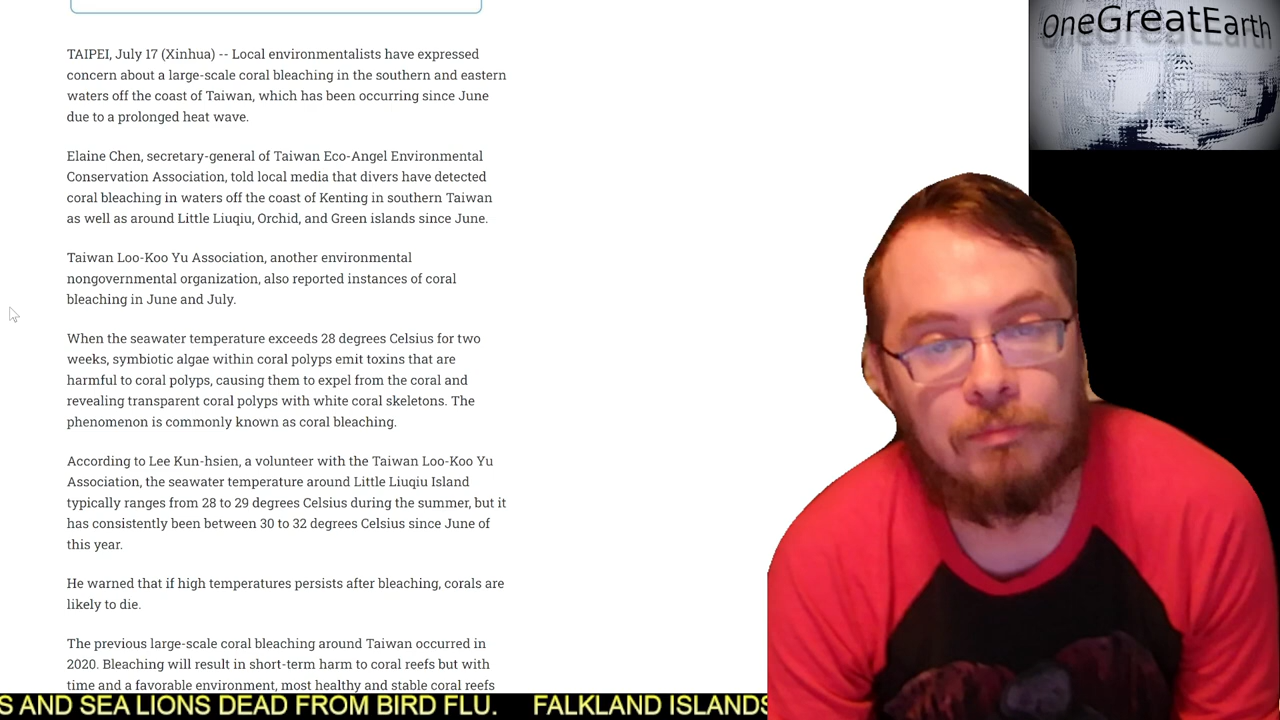 OneGreatEarth
TAIPEI, July 17 (Xinhua) -- Local environmentalists have expressed
concern about a large-scale coral bleaching in the southern and eastern
waters off the coast of Taiwan, which has been occurring since June
due to a prolonged heat wave.
Elaine Chen, secretary-general of Taiwan Eco-Angel Environmental
Conservation Association, told local media that divers have detected
coral bleaching in waters off the coast of Kenting in southern Taiwan
as well as around Little Liuqiu, Orchid, and Green islands since June.
Taiwan Loo-Koo Yu Association, another environmental
nongovernmental organization, also reported instances of coral
bleaching in June and July.
When the seawater temperature exceeds 28 degrees Celsius for two
weeks, symbiotic algae within coral polyps emit toxins that are
harmful to coral polyps, causing them to expel from the coral and
revealing transparent coral polyps with white coral skeletons. The
phenomenon is commonly known as coral bleaching.
According to Lee Kun-hsien, a volunteer with the Taiwan Loo-Koo Yu
Association, the seawater temperature around Little Liuqiu Island
typically ranges from 28 to 29 degrees Celsius during the summer, but it
has consistently been between 30 to 32 degrees Celsius since June of
this year.
He warned that if high temperatures persists after bleaching, corals are
likely to die.
The previous large-scale coral bleaching around Taiwan occurred in
2020. Bleaching will result in short-term harm to coral reefs but with
time and a favorable environment, most healthy and stable coral reefs
S AND SEA LIONS DEAD FROM BIRD FLU. FALKLAND ISLANDS